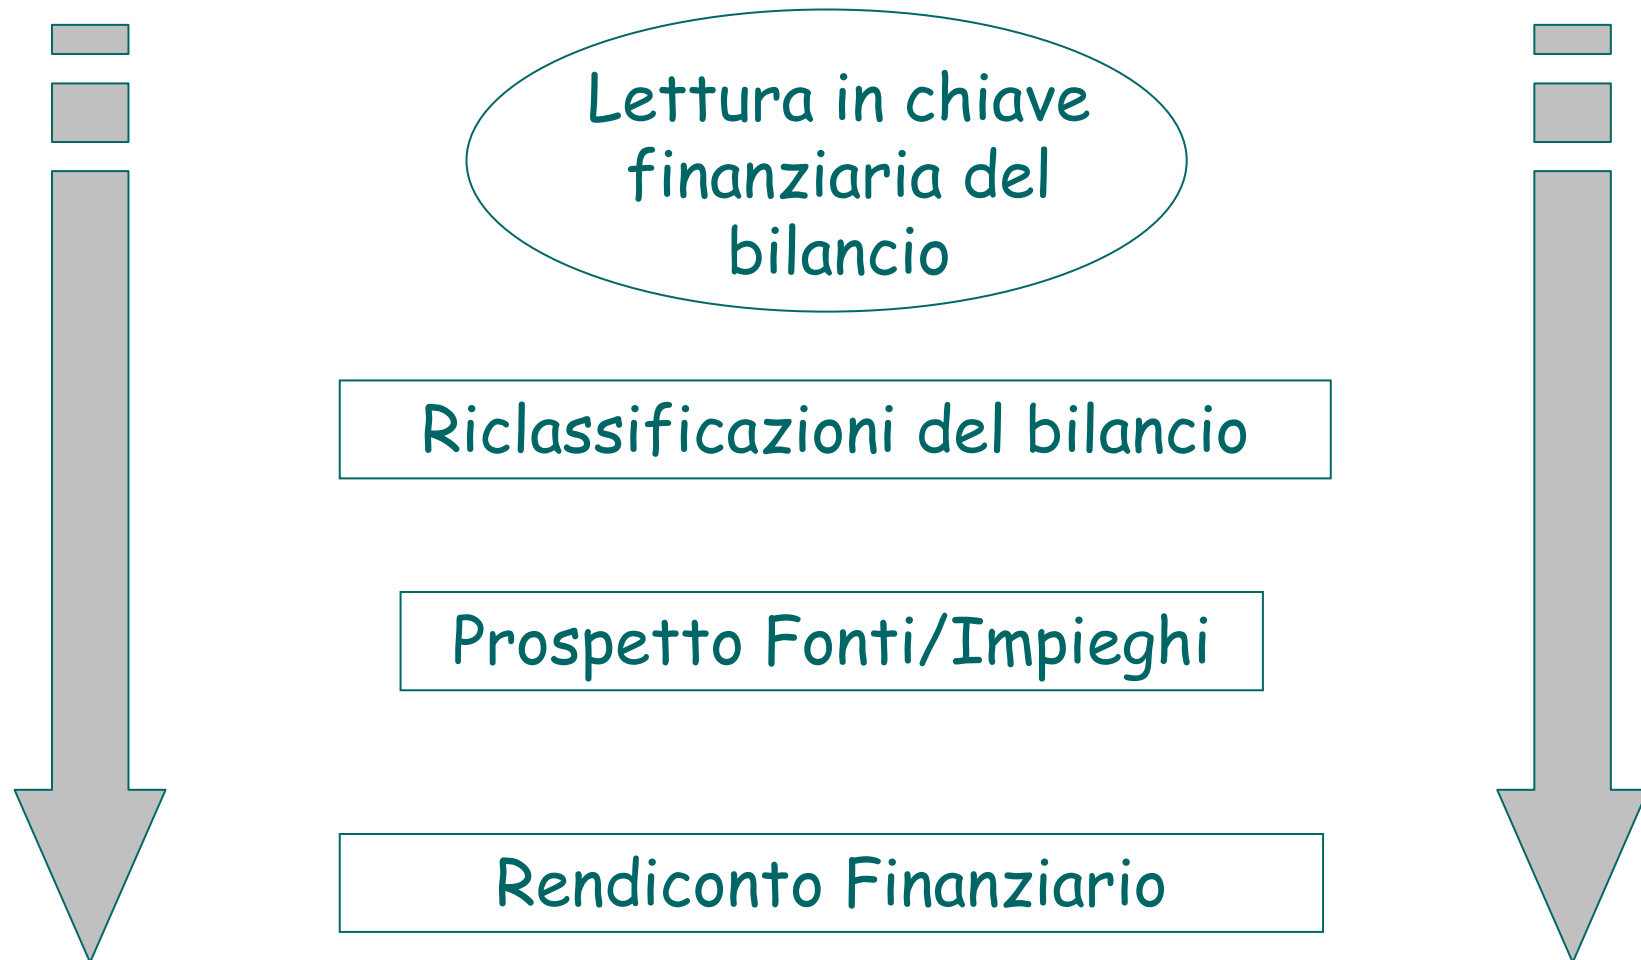 Lettura in chiave
finanziaria del
bilancio
Riclassificazioni del bilancio
Prospetto Fonti/Impieghi
Rendiconto Finanziario